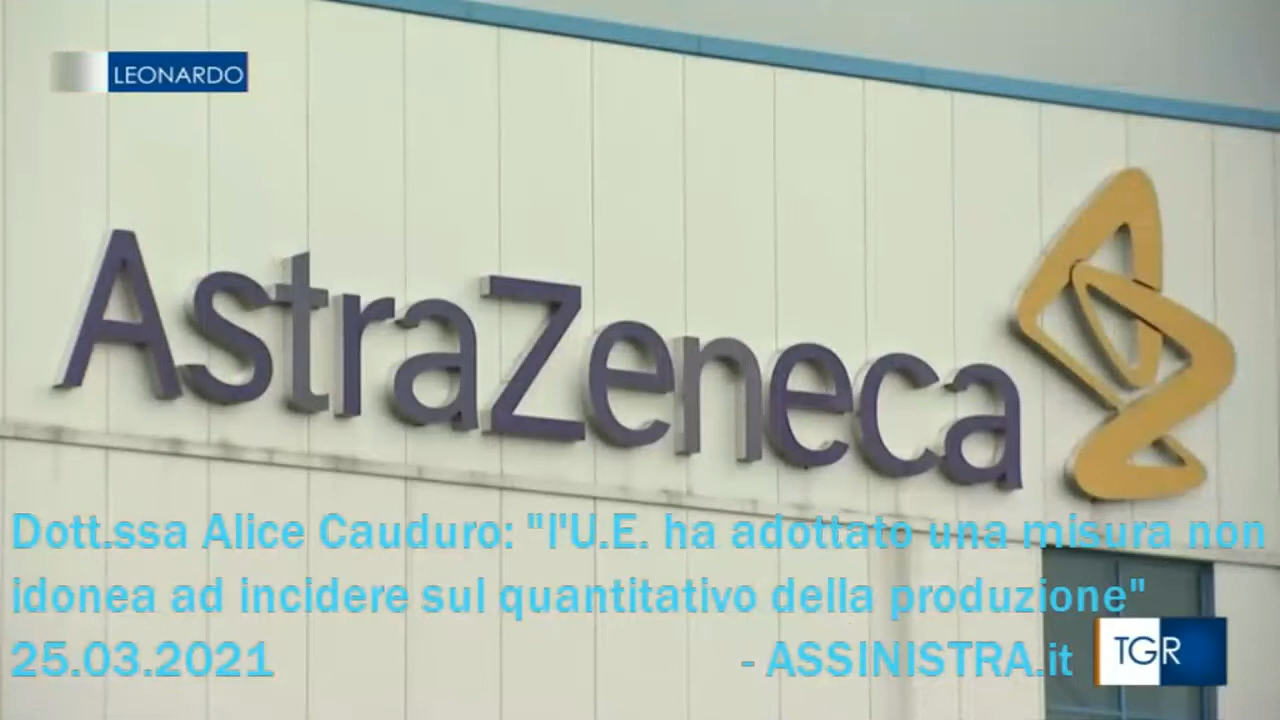 LEONARDO
AstraZeneca
Dott.ssa Alice Cauduro: "l'U.E. ha adottato una misura non
idonea ad incidere sul quantitativo della produzione"
25.03.2021 - ASSINISTRA.it
TGR